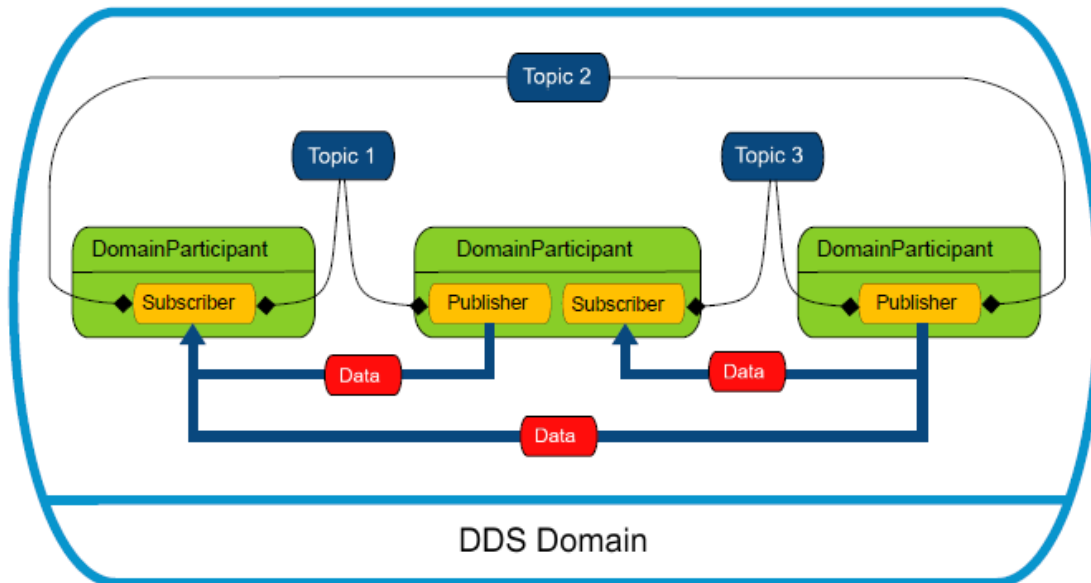 Topic 2
Topic 1
Topic 3
DomainParticipant
DomainParticipant
DomainParticipant
Subscriber
Publisher
Subscriber
Publisher
Data
Data
Data
DDS Domain